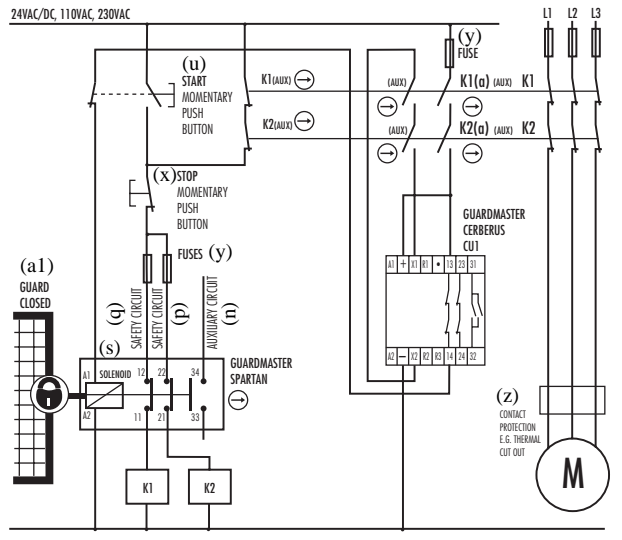 24VAC/DC, 110VAC, 230VAC
L1 L2 L3
(u)
START
MOMENTARY
PUSH
BUTTON
(y)
FUSE
K1(AUX)
(AUX)
K1(a) (AUX) K1
K2(AUX)
(AUX)
K2(a) (AUX) K2
(x) STOP
MOMENTARY
PUSH
BUTTON
GUARDMASTER
CERBERUS
CU1
FUSES (y)
(a1)
GUARD
CLOSED
A1 + X1 R1 • 13 23 31
(q)
SAFETY CIRCUIT
(p)
SAFETY CIRCUIT
(n)
AUXILIARY CIRCUIT
A2 – X2 R2 R3 14 24 32
(s)
GUARDMASTER
SPARTAN
A1 SOLENOID 12 22 34
A2 11 21 33
(z)
CONTACT
PROTECTION
E.G. THERMAL
CUT OUT
K1 K2
M